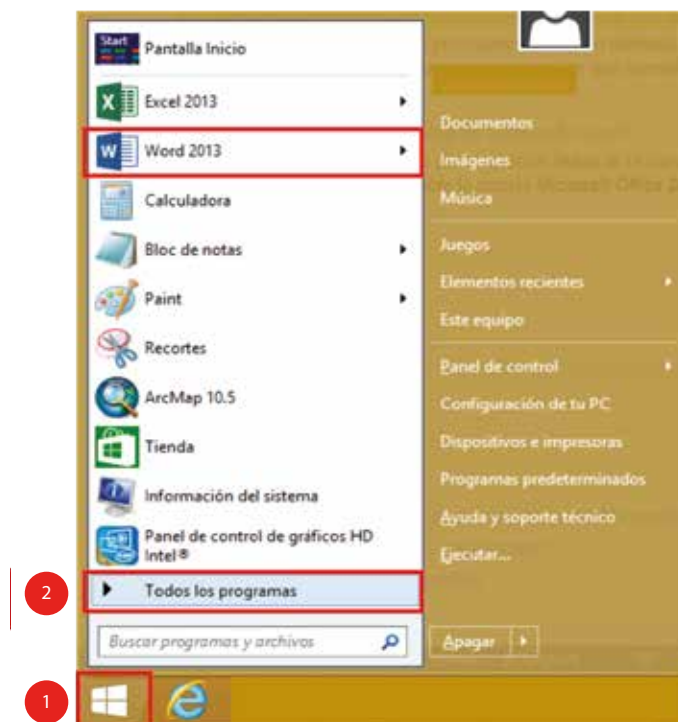 Start
Pantalla Inicio
Excel 2013
Word 2013
Calculadora
Bloc de notas
Paint
Recortes
ArcMap 10.5
Tienda
Información del sistema
Panel de control de gráficos HD
Intel®
Todos los programas
Buscar programas y archivos
Documentos
Imágenes
Música
Juegos
Elementos recientes
Este equipo
Panel de control
Configuración de tu PC
Dispositivos e impresoras
Programas predeterminados
Ayuda y soporte técnico
Ejecutar...
Apagar
2
1